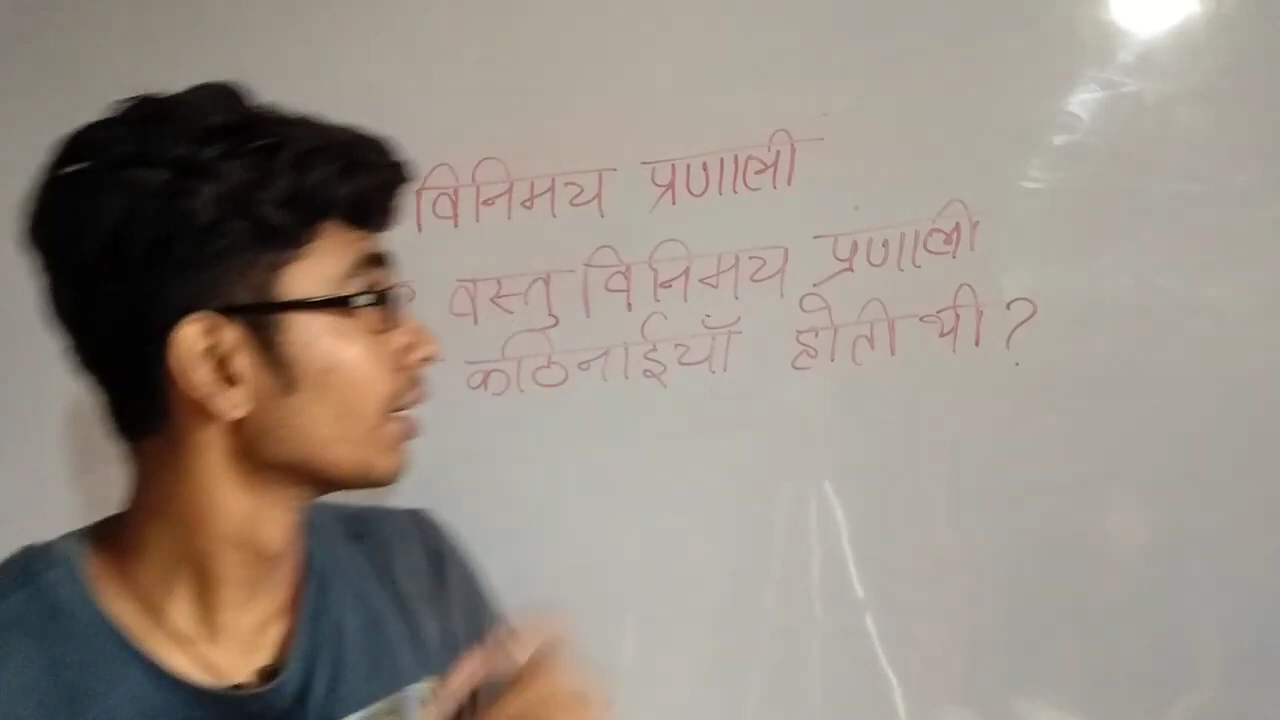 विनिमय प्रणाली
वस्तु विनिमय प्रणाली
कठिनाईयाँ होती थी ?